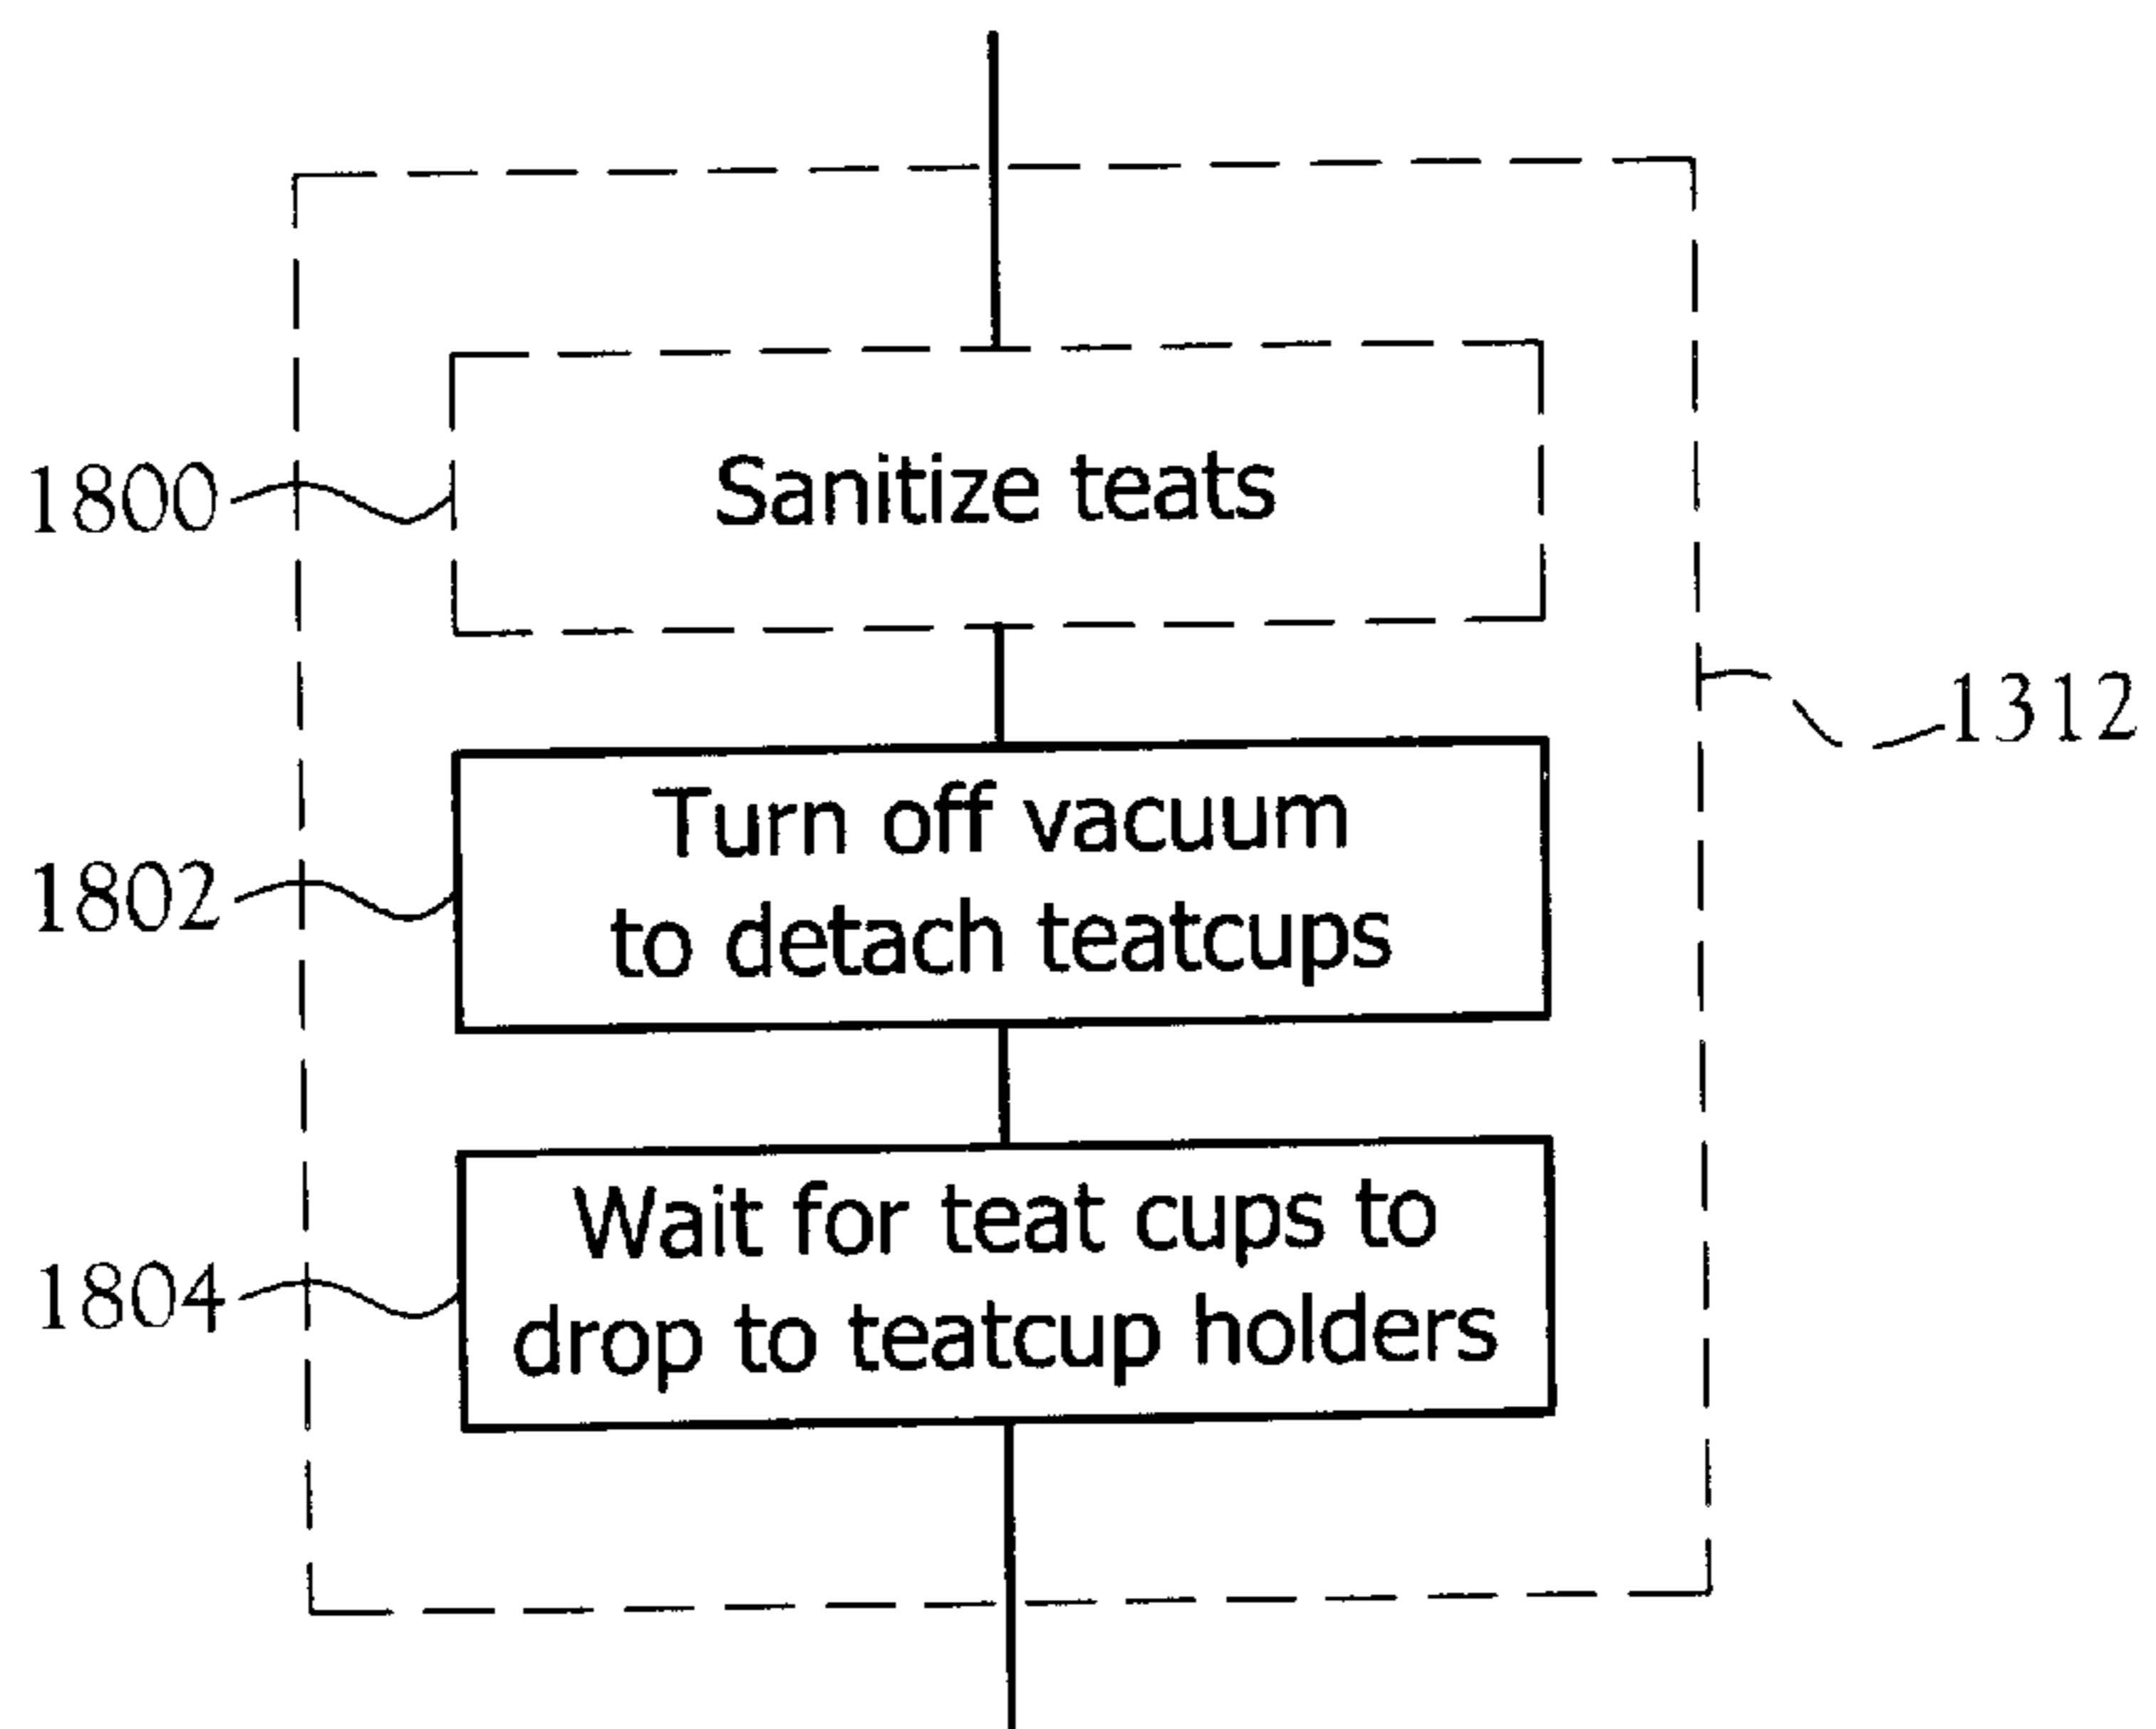 1800
Sanitize teats
1312
1802
Turn off vacuum
to detach teatcups
1804
Wait for teat cups to
drop to teatcup holders